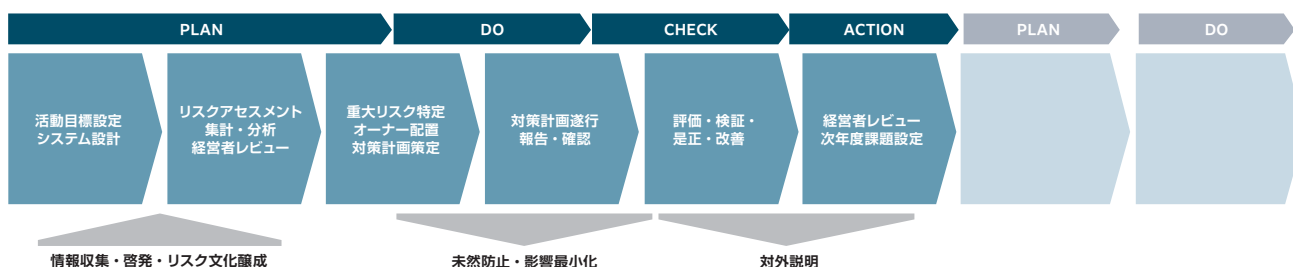 PLAN
DO
CHECK
ACTION
PLAN
DO
活動目標設定
システム設計
リスクアセスメント
集計・分析
経営者レビュー
重大リスク特定
オーナー配置
対策計画策定
対策計画遂行
報告・確認
評価・検証・
是正・改善
経営者レビュー
次年度課題設定
情報収集・啓発・リスク文化醸成
未然防止・影響最小化
対外説明